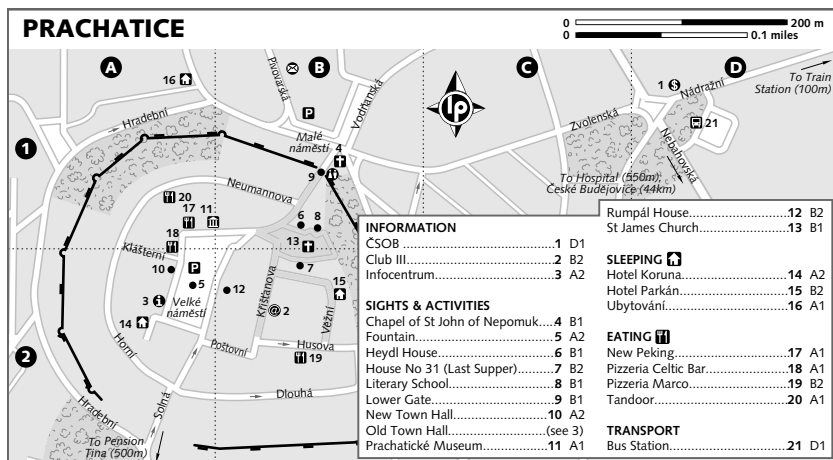 PRACHATICE
0 200 m
0 0.1 miles
A
B
C
D
1
2
16
Pivovarská
P
Vodňanská
lp
1 $
Nádražní
To Train
Station (100m)
21
Hradební
Malé
náměstí
4
9
Zvolenská
Nebahovská
To Hospital (550m);
České Budějovice (44km)
Neumannova
20
17
11
6
8
18
13
Klášterní
10
P
5
12
7
15
3
Velké
náměstí
Křišťanova
@ 2
Věžní
14
Horní
Poštovní
Husova
19
Dlouhá
Hradební
Solná
To Pension
Tina (500m)
INFORMATION
ČSOB 1 D1
Club III 2 B2
Infocentrum 3 A2
SIGHTS & ACTIVITIES
Chapel of St John of Nepomuk 4 B1
Fountain 5 A2
Heydl House 6 B1
House No 31 (Last Supper) 7 B2
Literary School 8 B1
Lower Gate 9 B1
New Town Hall 10 A2
Old Town Hall (see 3)
Prachatické Museum 11 A1
Rumpál House 12 B2
St James Church 13 B1
SLEEPING
Hotel Koruna 14 A2
Hotel Parkán 15 B2
Ubytování 16 A1
EATING
New Peking 17 A1
Pizzeria Celtic Bar 18 A1
Pizzeria Marco 19 B2
Tandoor 20 A1
TRANSPORT
Bus Station 21 D1